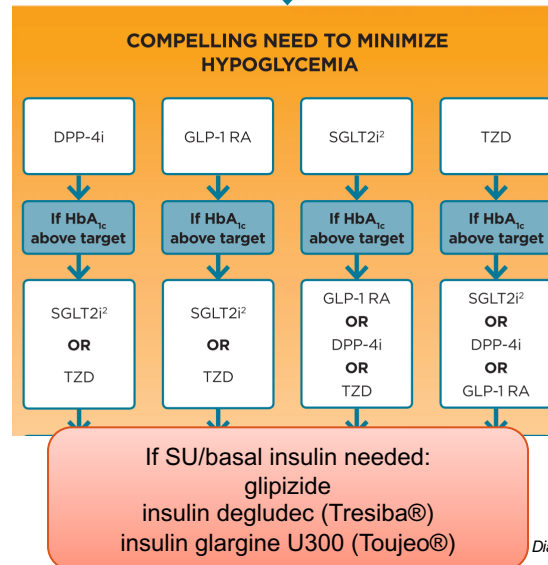 COMPELLING NEED TO MINIMIZE
HYPOGLYCEMIA
DPP-4i
GLP-1 RA
SGLT2i²
TZD
If HbA₁c
above target
If HbA₁c
above target
If HbA₁c
above target
If HbA₁c
above target
SGLT2i²
OR
TZD
SGLT2i²
OR
TZD
GLP-1 RA
OR
DPP-4i
OR
TZD
SGLT2i²
OR
DPP-4i
OR
GLP-1 RA
If SU/basal insulin needed:
glipizide
insulin degludec (Tresiba®)
insulin glargine U300 (Toujeo®)
Dia